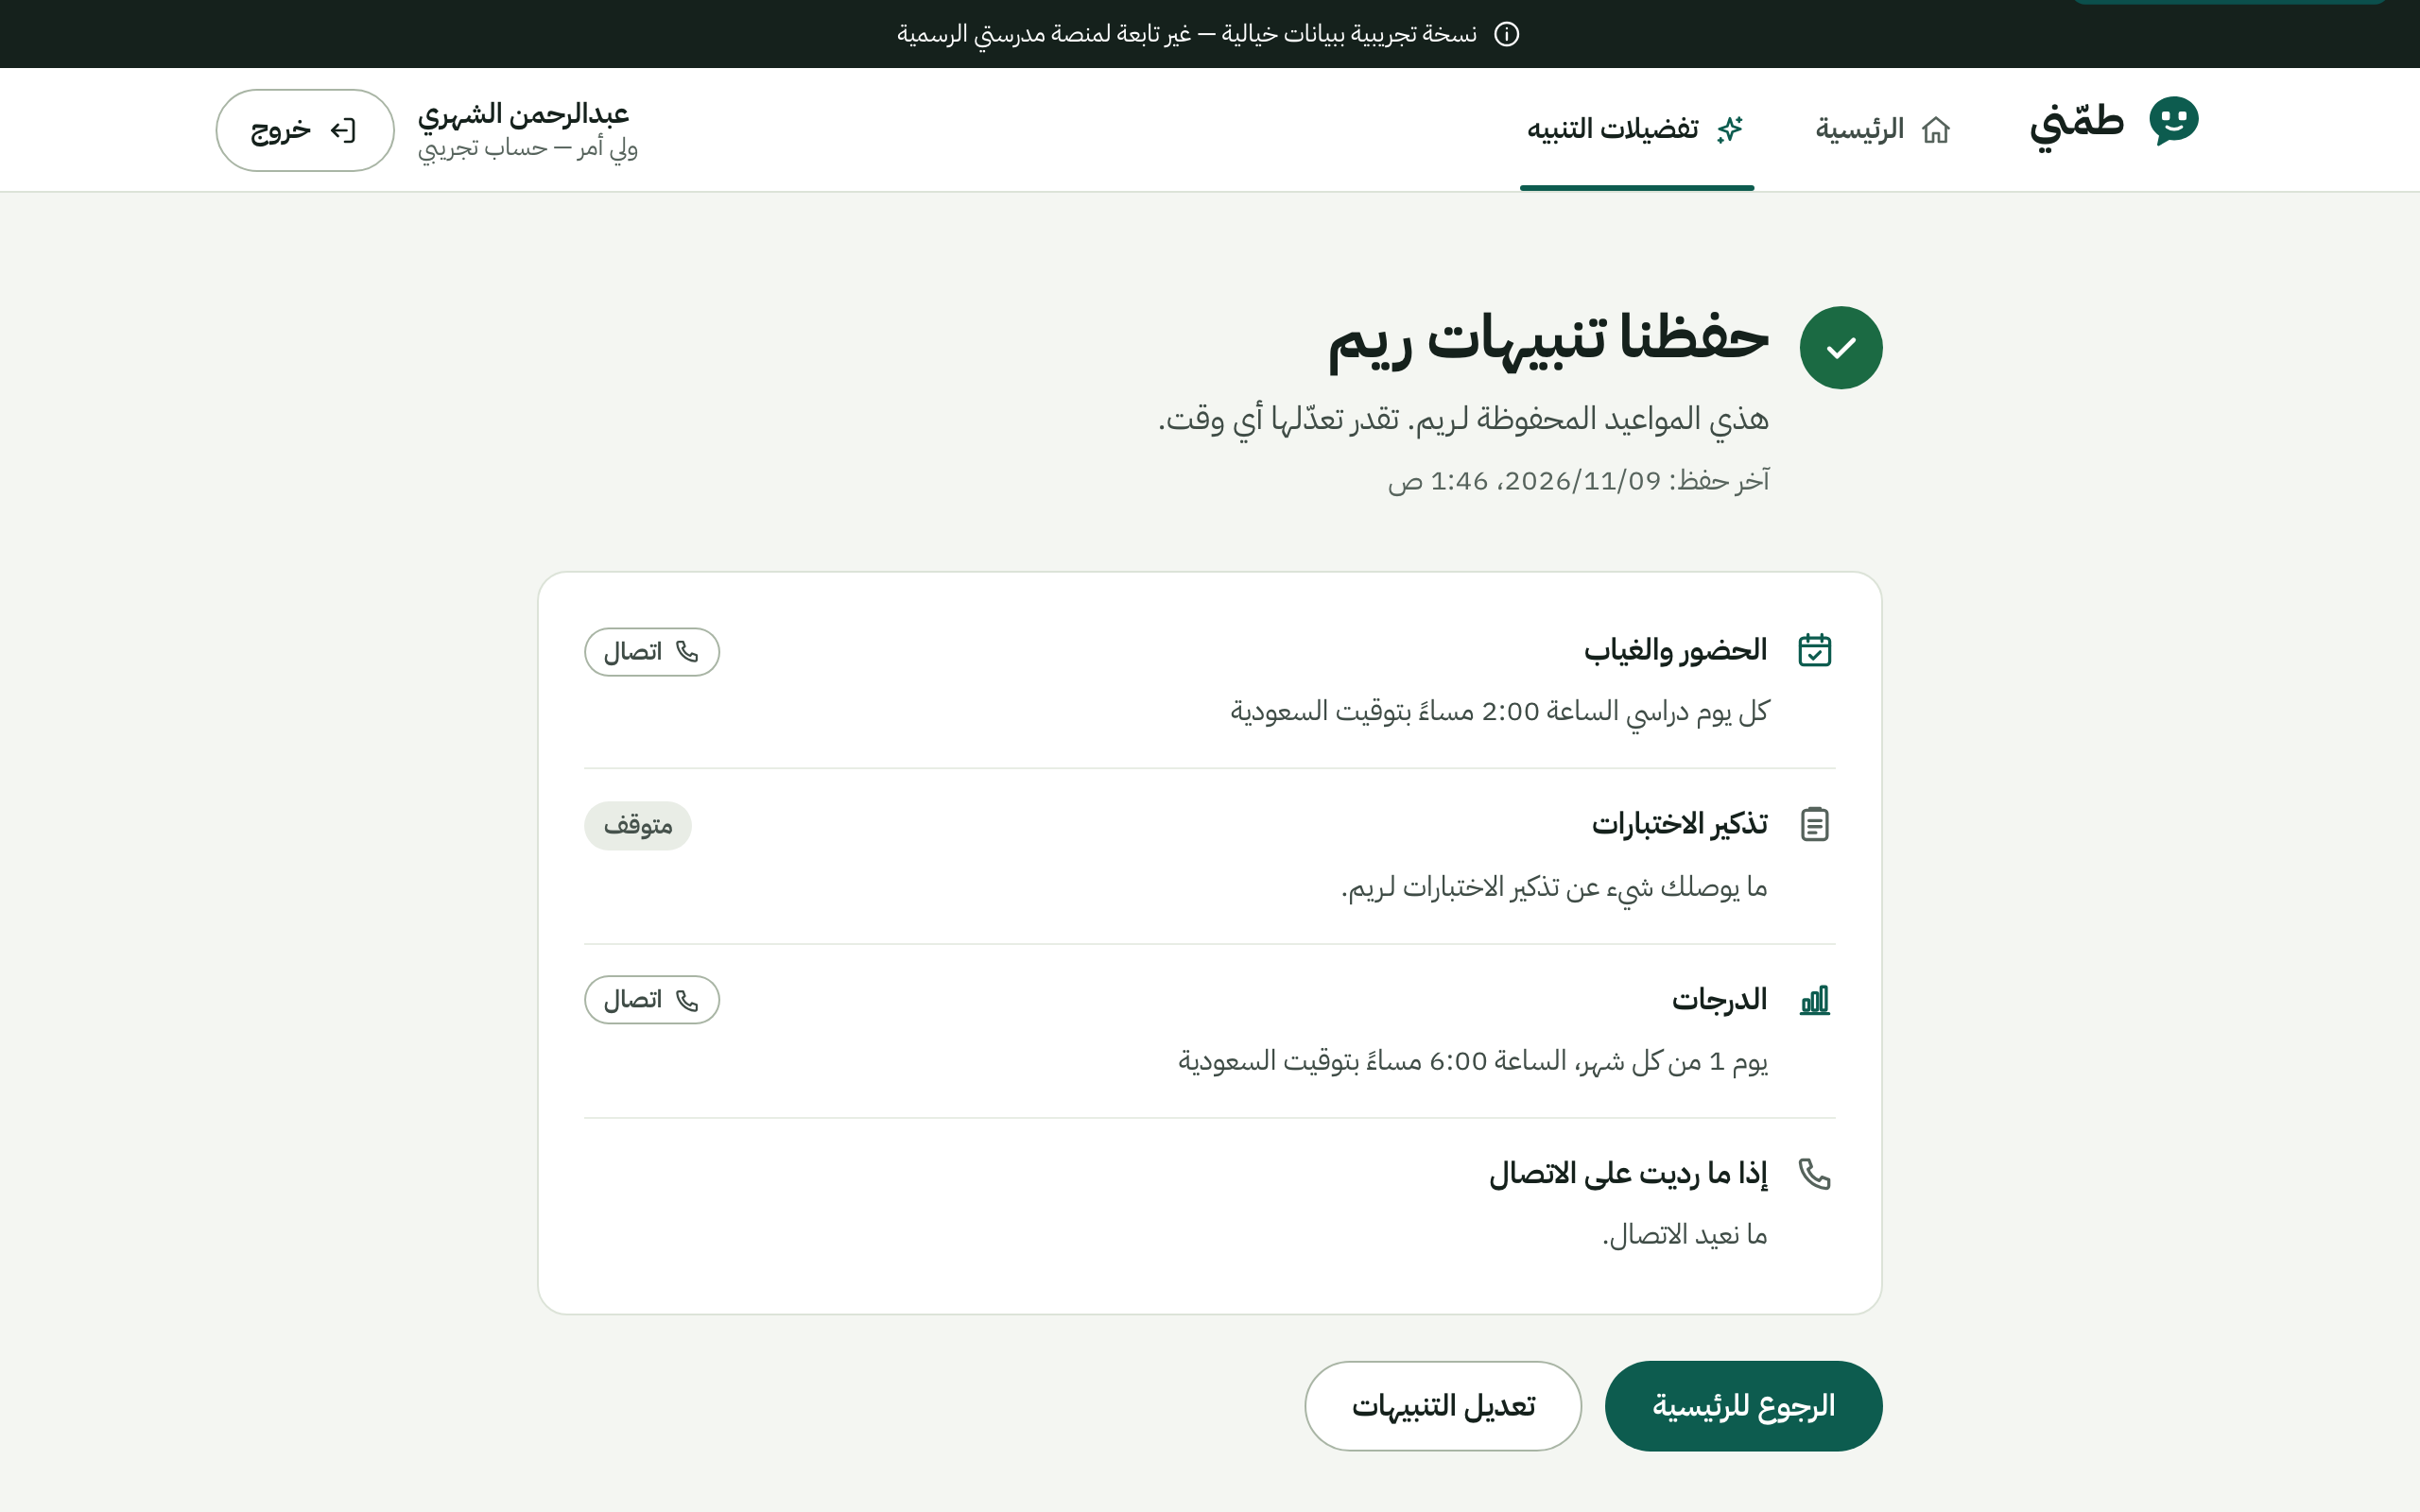 نسخة تجريبية ببيانات خيالية — غير تابعة لمنصة مدرستي الرسمية
طمّني
الرئيسية
تفضيلات التنبيه
عبدالرحمن الشهري
ولي أمر — حساب تجريبي
خروج
حفظنا تنبيهات ريم
هذي المواعيد المحفوظة لـريم. تقدر تعدّلها أي وقت.
آخر حفظ: 2026/11/09، 1:46 ص
الحضور والغياب
اتصال
كل يوم دراسي الساعة 2:00 مساءً بتوقيت السعودية
تذكير الاختبارات
متوقف
ما يوصلك شيء عن تذكير الاختبارات لـريم.
الدرجات
اتصال
يوم 1 من كل شهر، الساعة 6:00 مساءً بتوقيت السعودية
إذا ما رديت على الاتصال
ما نعيد الاتصال.
الرجوع للرئيسية
تعديل التنبيهات